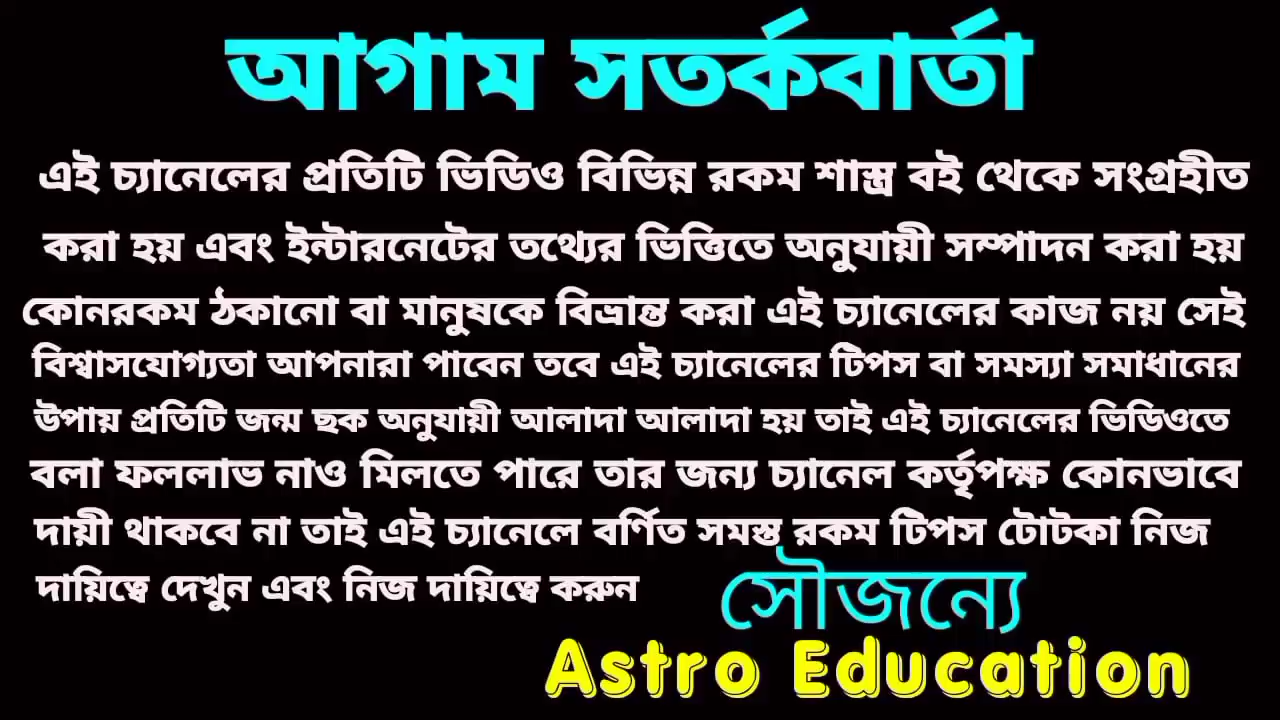 আগাম সতর্কবার্তা
এই চ্যানেলের প্রতিটি ভিডিও বিভিন্ন রকম শাস্ত্র বই থেকে সংগ্রহীত
করা হয় এবং ইন্টারনেটের তথ্যের ভিত্তিতে অনুযায়ী সম্পাদন করা হয়
কোনরকম ঠকানো বা মানুষকে বিভ্রান্ত করা এই চ্যানেলের কাজ নয় সেই
বিশ্বাসযোগ্যতা আপনারা পাবেন তবে এই চ্যানেলের টিপস বা সমস্যা সমাধানের
উপায় প্রতিটি জন্ম ছক অনুযায়ী আলাদা আলাদা হয় তাই এই চ্যানেলের ভিডিওতে
বলা ফললাভ নাও মিলতে পারে তার জন্য চ্যানেল কর্তৃপক্ষ কোনভাবে
দায়ী থাকবে না তাই এই চ্যানেলে বর্ণিত সমস্ত রকম টিপস টোটকা নিজ
দায়িত্বে দেখুন এবং নিজ দায়িত্বে করুন
সৌজন্যে
Astro Education